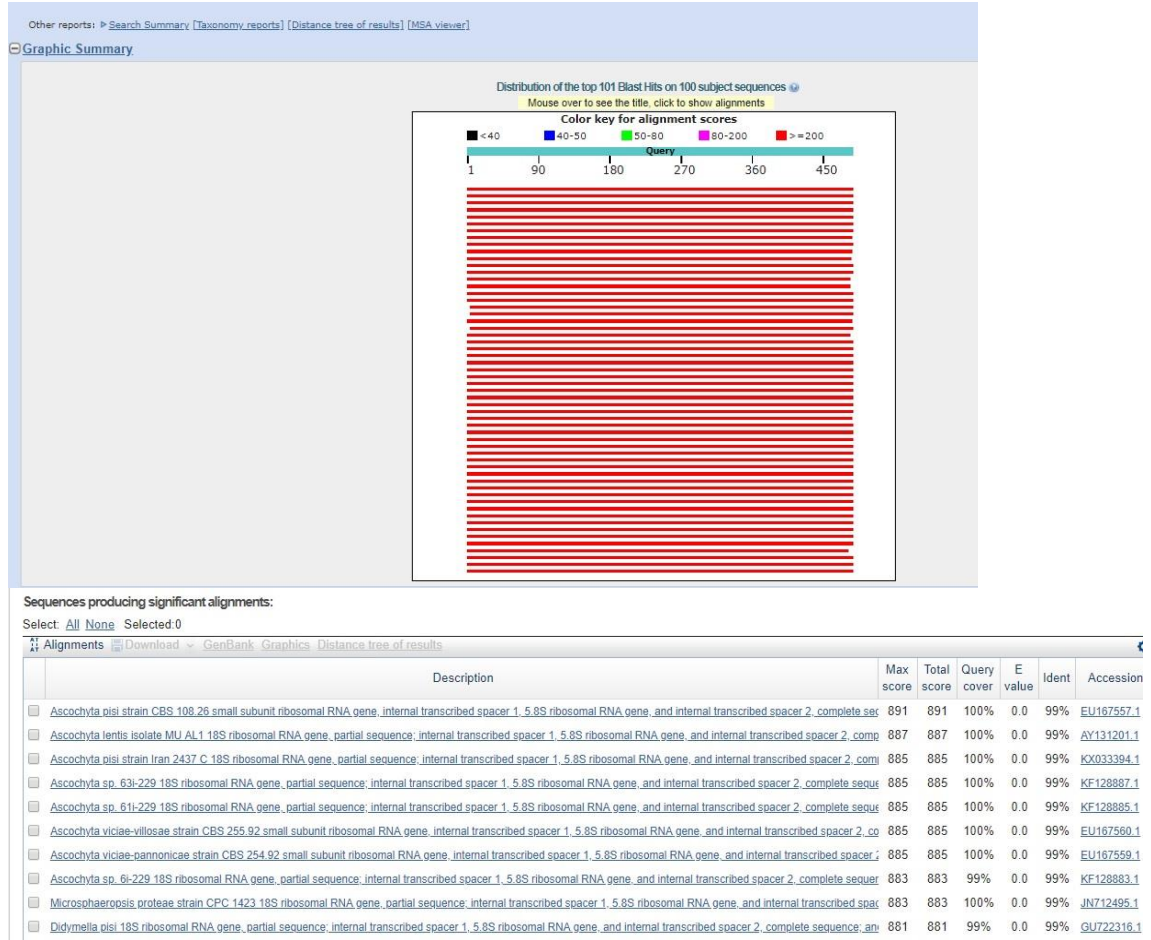 Other reports: Search Summary [Taxonomy reports] [Distance tree of results] [MSA viewer]
Graphic Summary
Distribution of the top 101 Blast Hits on 100 subject sequences
Mouse over to see the title, click to show alignments
Color key for alignment scores
<40 40-50 50-80 80-200 >=200
Query
1 90 180 270 360 450
Sequences producing significant alignments:
Select: All None Selected:0
Alignments Download GenBank Graphics Distance tree of results
Description Max score Total score Query cover E value Ident Accession
Ascochyta pisi strain CBS 108.26 small subunit ribosomal RNA gene, internal transcribed spacer 1, 5.8S ribosomal RNA gene, and internal transcribed spacer 2, complete sec 891 891 100% 0.0 99% EU167557.1
Ascochyta lentis isolate MU AL1 18S ribosomal RNA gene, partial sequence; internal transcribed spacer 1, 5.8S ribosomal RNA gene, and internal transcribed spacer 2, comp 887 887 100% 0.0 99% AY131201.1
Ascochyta pisi strain Iran 2437 C 18S ribosomal RNA gene, partial sequence; internal transcribed spacer 1, 5.8S ribosomal RNA gene, and internal transcribed spacer 2, com 885 885 100% 0.0 99% KX033394.1
Ascochyta sp. 63i-229 18S ribosomal RNA gene, partial sequence; internal transcribed spacer 1, 5.8S ribosomal RNA gene, and internal transcribed spacer 2, complete seque 885 885 100% 0.0 99% KF128887.1
Ascochyta sp. 61i-229 18S ribosomal RNA gene, partial sequence; internal transcribed spacer 1, 5.8S ribosomal RNA gene, and internal transcribed spacer 2, complete seque 885 885 100% 0.0 99% KF128885.1
Ascochyta viciae-villosae strain CBS 255.92 small subunit ribosomal RNA gene, internal transcribed spacer 1, 5.8S ribosomal RNA gene, and internal transcribed spacer 2, co 885 885 100% 0.0 99% EU167560.1
Ascochyta viciae-pannonicae strain CBS 254.92 small subunit ribosomal RNA gene, internal transcribed spacer 1, 5.8S ribosomal RNA gene, and internal transcribed spacer 885 885 100% 0.0 99% EU167559.1
Ascochyta sp. 6i-229 18S ribosomal RNA gene, partial sequence; internal transcribed spacer 1, 5.8S ribosomal RNA gene, and internal transcribed spacer 2, complete sequer 883 883 99% 0.0 99% KF128883.1
Microsphaeropsis proteae strain CPC 1423 18S ribosomal RNA gene, partial sequence; internal transcribed spacer 1, 5.8S ribosomal RNA gene, and internal transcribed spac 883 883 100% 0.0 99% JN712495.1
Didymella pisi 18S ribosomal RNA gene, partial sequence; internal transcribed spacer 1, 5.8S ribosomal RNA gene, and internal transcribed spacer 2, complete sequence; an 881 881 99% 0.0 99% GU722316.1